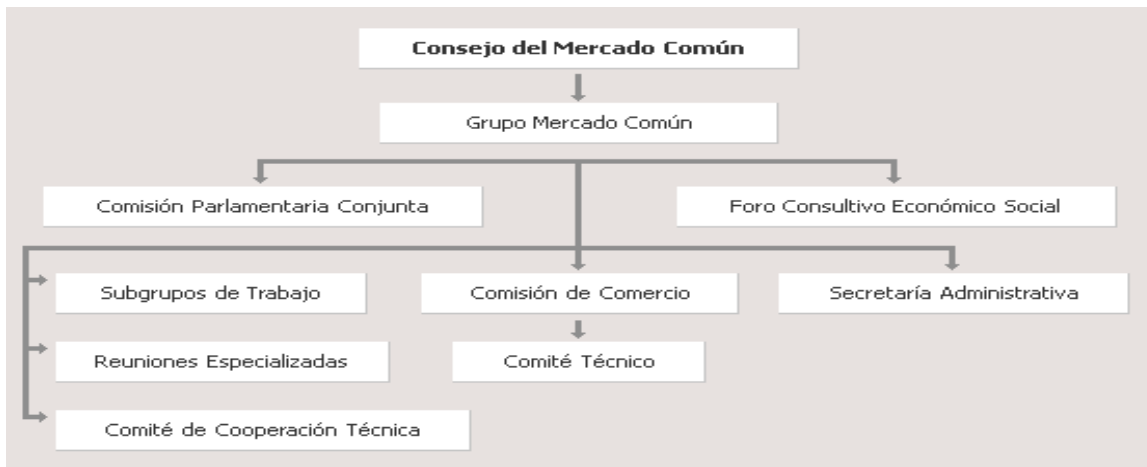 Consejo del Mercado Común
Grupo Mercado Común
Comisión Parlamentaria Conjunta
Foro Consultivo Económico Social
Subgrupos de Trabajo
Comisión de Comercio
Secretaría Administrativa
Reuniones Especializadas
Comité Técnico
Comité de Cooperación Técnica